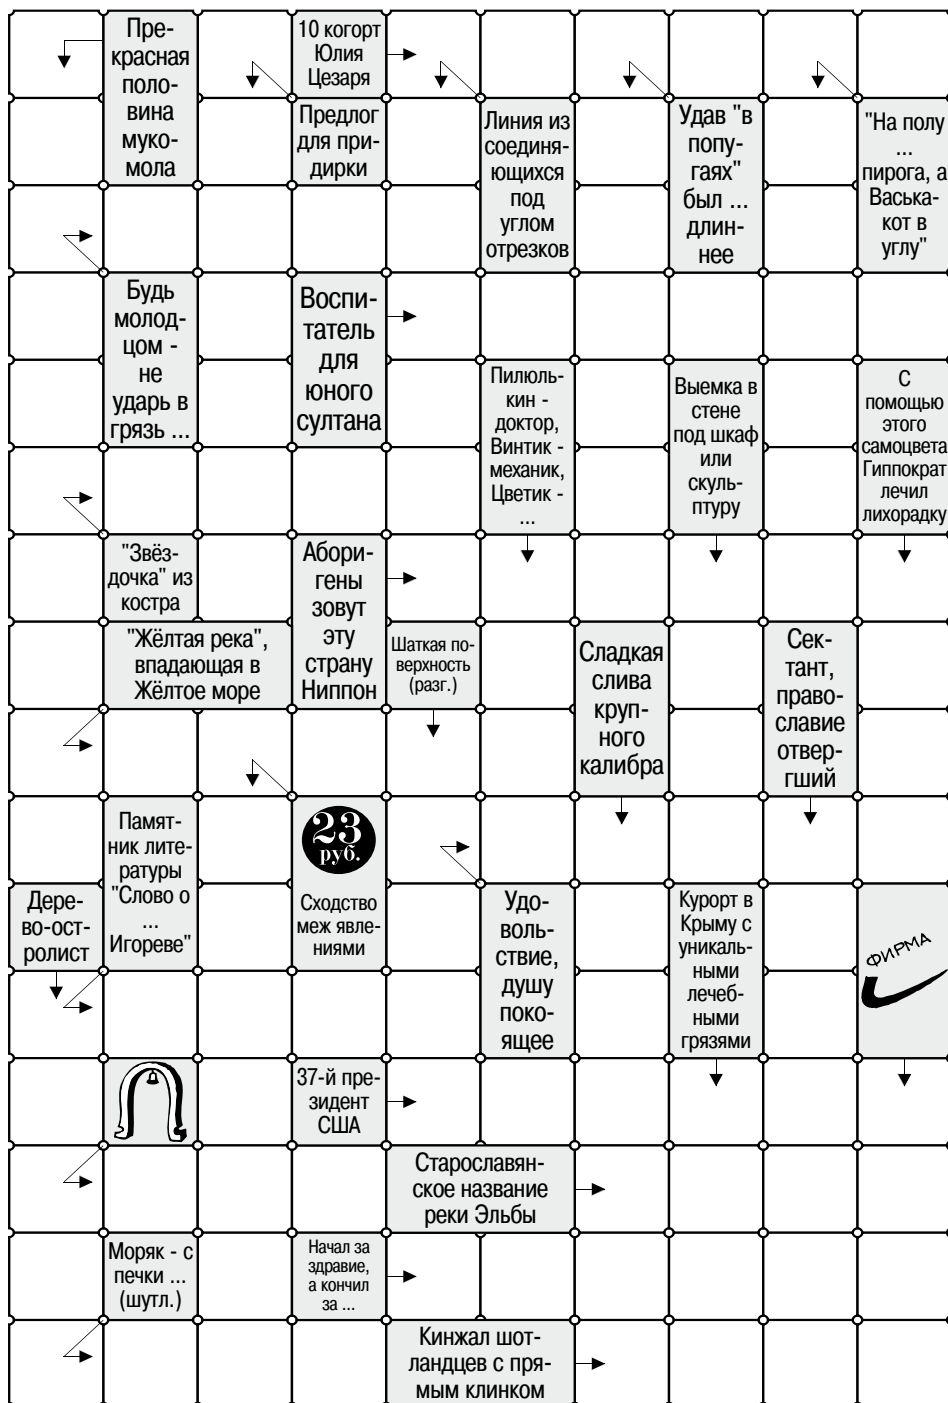 Пре-
красная
поло-
вина
муко-
мола
10 когорт
Юлия
Цезаря
Предлог
для при-
дирки
Линия из
соединя-
ющихся
под
углом
отрезков
Удав "в
попу-
гаях"
был ...
длин-
нее
"На полу
...
пирога, а
Васька-
кот в
углу"
Будь
молод-
цом -
не
ударь в
грязь ...
Воспи-
татель
для
юного
султана
Пилюль-
кин -
доктор,
Винтик -
механик,
Цветик -
...
Выемка в
стене
под шкаф
или
скуль-
птуру
С
помощью
этого
самоцвета
Гиппократ
лечил
лихорадку
"Звёз-
дочка" из
костра
Абори-
гены
зовут
эту
страну
Ниппон
"Жёлтая река",
впадающая в
Жёлтое море
Шаткая по-
верхность
(разг.)
Сладкая
слива
круп-
ного
калибра
Сек-
тант,
право-
славие
отвер-
гший
Памят-
ник лите-
ратуры
"Слово о
...
Игореве"
23
руб.
Сходство
меж явле-
ниями
Дере-
во-ост-
ролист
Удо-
воль-
ствие,
душу
поко-
ящее
Курорт в
Крыму с
уникаль-
ными
лечеб-
ными
грязями
ФИРМА
37-й пре-
зидент
США
Старославян-
ское название
реки Эльбы
Моряк - с
печки ...
(шутл.)
Начал за
здравие,
а кончил
за ...
Кинжал шот-
ландцев с пря-
мым клинком